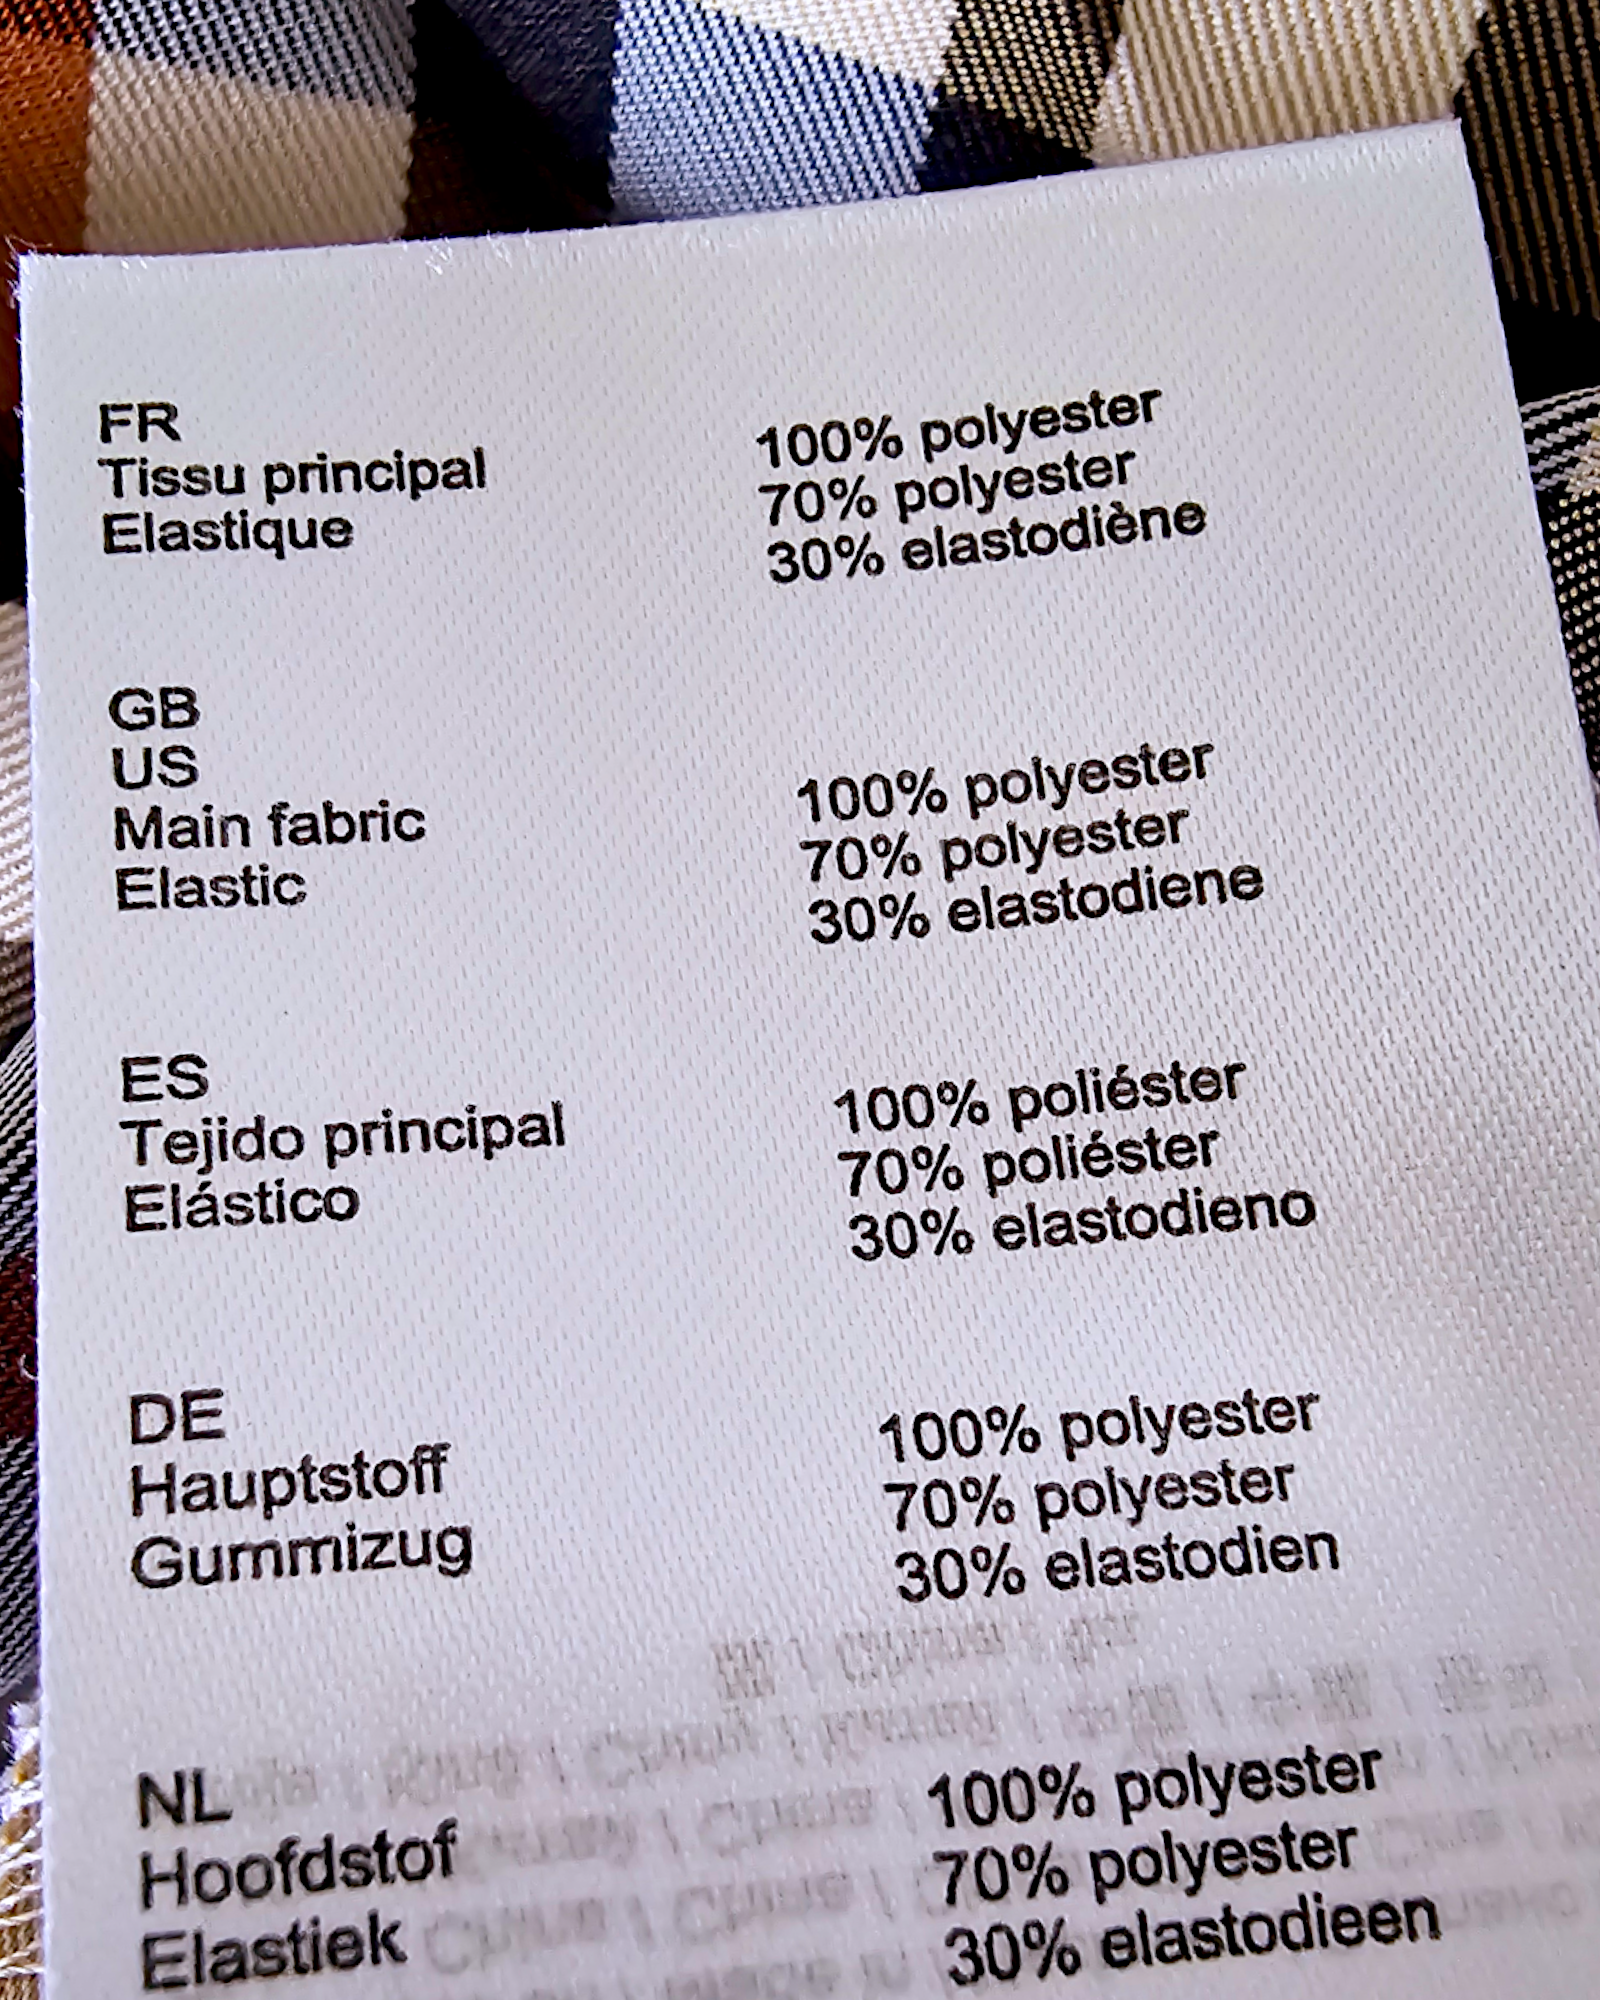 FR
Tissu principal 100% polyester
Elastique 70% polyester
30% elastodiène
GB
US
Main fabric 100% polyester
Elastic 70% polyester
30% elastodiene
ES
Tejido principal 100% poliéster
Elástico 70% poliéster
30% elastodieno
DE
Hauptstoff 100% polyester
Gummizug 70% polyester
30% elastodien
NL
Hoofdstof 100% polyester
Elastiek 70% polyester
30% elastodieen